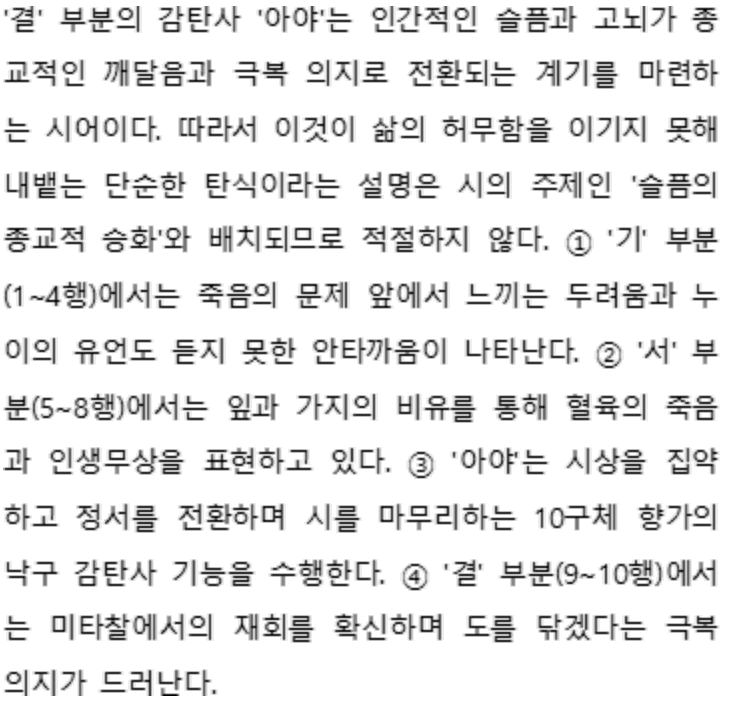 '결' 부분의 감탄사 '아야'는 인간적인 슬픔과 고뇌가 종
교적인 깨달음과 극복 의지로 전환되는 계기를 마련하
는 시어이다. 따라서 이것이 삶의 허무함을 이기지 못해
내뱉는 단순한 탄식이라는 설명은 시의 주제인 '슬픔의
종교적 승화'와 배치되므로 적절하지 않다. ① '기' 부분
(1~4행)에서는 죽음의 문제 앞에서 느끼는 두려움과 누
이의 유언도 듣지 못한 안타까움이 나타난다. ② '서' 부
분(5~8행)에서는 잎과 가지의 비유를 통해 혈육의 죽음
과 인생무상을 표현하고 있다. ③ '아야'는 시상을 집약
하고 정서를 전환하며 시를 마무리하는 10구체 향가의
낙구 감탄사 기능을 수행한다. ④ '결' 부분(9~10행)에서
는 미타찰에서의 재회를 확신하며 도를 닦겠다는 극복
의지가 드러난다.